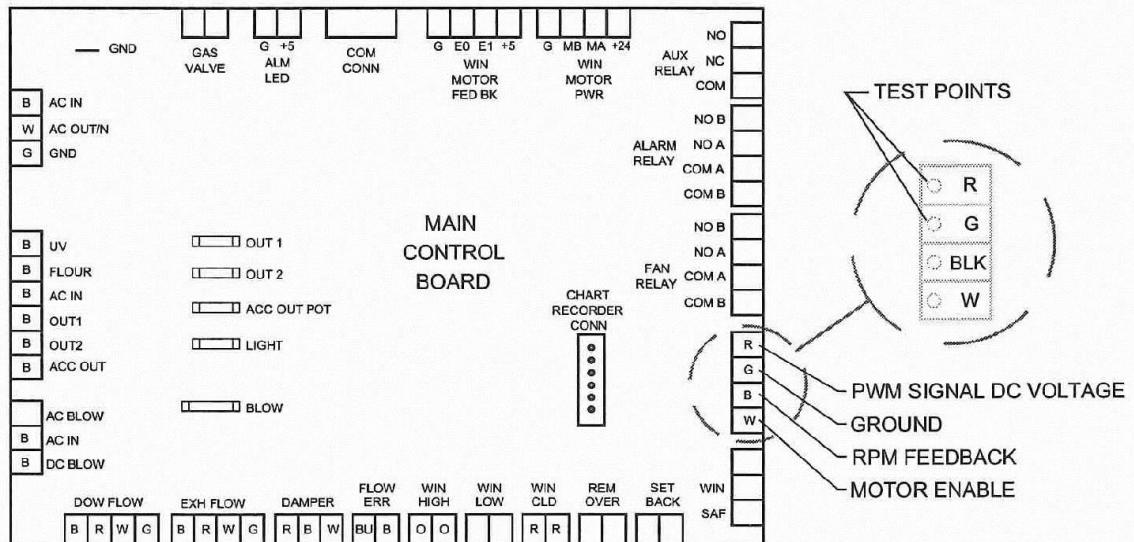 GND
GAS
VALVE
G +5
ALM
LED
COM
CONN
G E0 E1 +5
WIN
MOTOR
FED BK
G MB MA +24
WIN
MOTOR
PWR
NO
NC
COM
AUX
RELAY
NO B
NO A
COM A
COM B
ALARM
RELAY
NO B
NO A
COM A
COM B
FAN
RELAY
B AC IN
W AC OUT/N
G GND
B UV
B FLOUR
B AC IN
B OUT1
B OUT2
B ACC OUT
AC BLOW
B AC IN
B DC BLOW
OUT 1
OUT 2
ACC OUT POT
LIGHT
BLOW
MAIN
CONTROL
BOARD
CHART
RECORDER
CONN
TEST POINTS
R
G
BLK
W
R PWM SIGNAL DC VOLTAGE
G GROUND
B RPM FEEDBACK
W MOTOR ENABLE
WIN
SAF
DOW FLOW
B R W G
EXH FLOW
B R W G
DAMPER
R B W
FLOW
ERR
BU B
WIN
HIGH
O O
WIN
LOW
WIN
CLD
R R
REM
OVER
SET
BACK